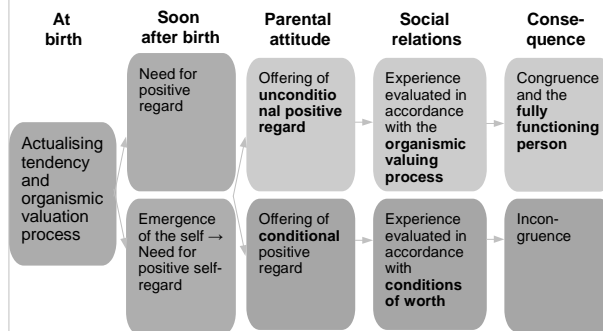 At
birth
Soon
after birth
Parental
attitude
Social
relations
Conse-
quence
Actualising
tendency
and
organismic
valuation
process
Need for
positive
regard
Offering of
unconditio
nal positive
regard
Experience
evaluated in
accordance
with the
organismic
valuing
process
Congruence
and the
fully
functioning
person
Emergence
of the self →
Need for
positive self-
regard
Offering of
conditional
positive
regard
Experience
evaluated in
accordance
with
conditions
of worth
Incon-
gruence